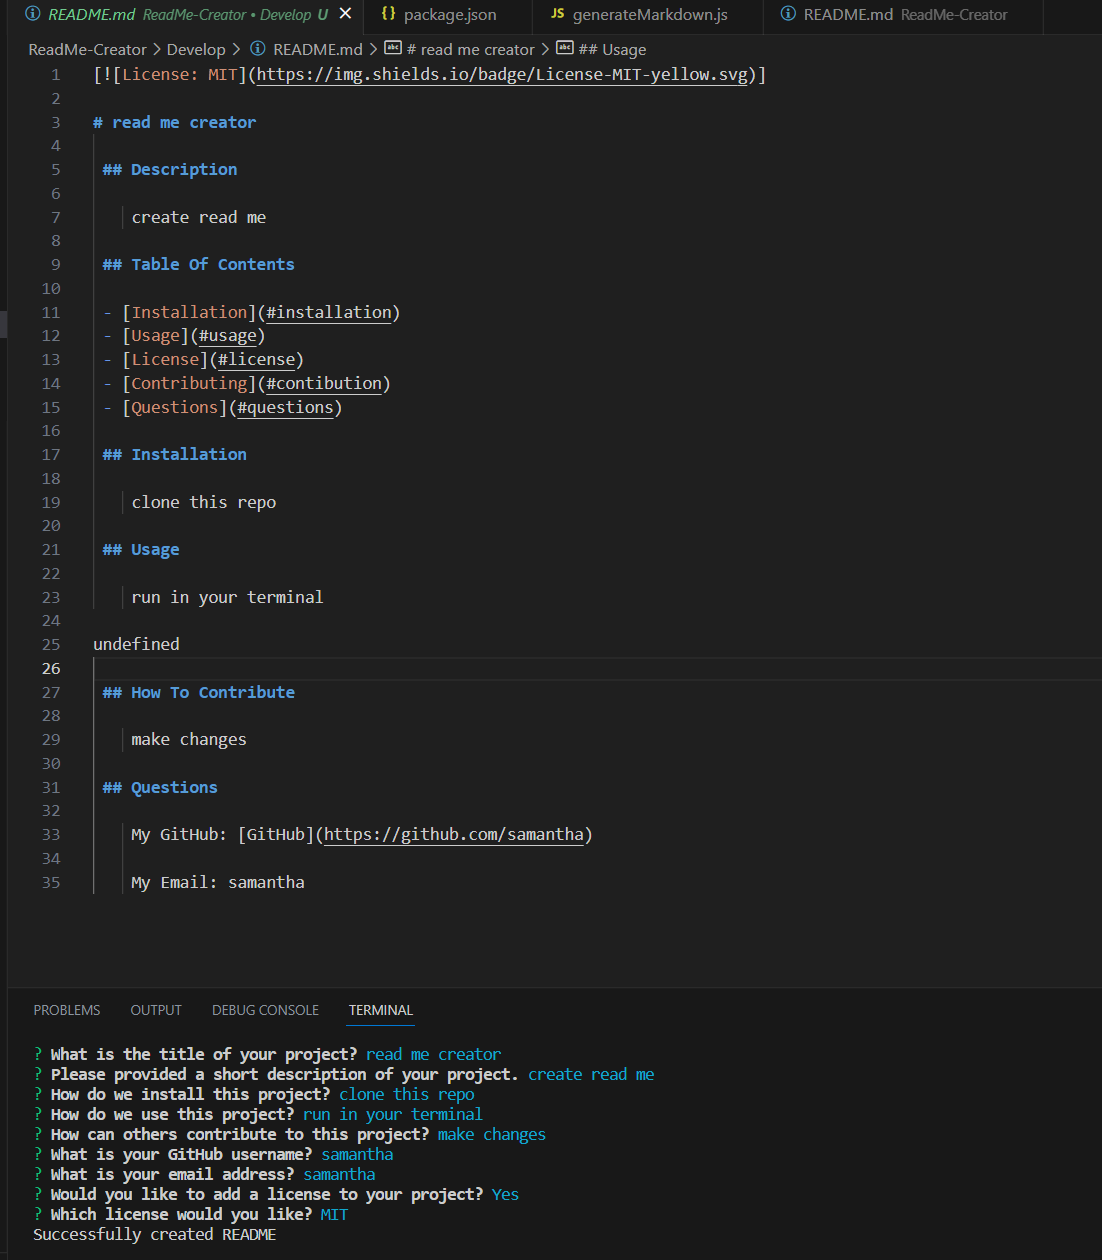 README.md ReadMe-Creator • Develop U × {} package.json JS generateMarkdown.js README.md ReadMe-Creator
ReadMe-Creator > Develop > README.md > # read me creator > ## Usage
1 [![License: MIT](https://img.shields.io/badge/License-MIT-yellow.svg)]
2
3 # read me creator
4
5 ## Description
6
7 create read me
8
9 ## Table Of Contents
10
11 - [Installation](#installation)
12 - [Usage](#usage)
13 - [License](#license)
14 - [Contributing](#contibution)
15 - [Questions](#questions)
16
17 ## Installation
18
19 clone this repo
20
21 ## Usage
22
23 run in your terminal
24
25 undefined
26
27 ## How To Contribute
28
29 make changes
30
31 ## Questions
32
33 My GitHub: [GitHub](https://github.com/samantha)
34
35 My Email: samantha
PROBLEMS OUTPUT DEBUG CONSOLE TERMINAL
? What is the title of your project? read me creator
? Please provided a short description of your project. create read me
? How do we install this project? clone this repo
? How do we use this project? run in your terminal
? How can others contribute to this project? make changes
? What is your GitHub username? samantha
? What is your email address? samantha
? Would you like to add a license to your project? Yes
? Which license would you like? MIT
Successfully created README